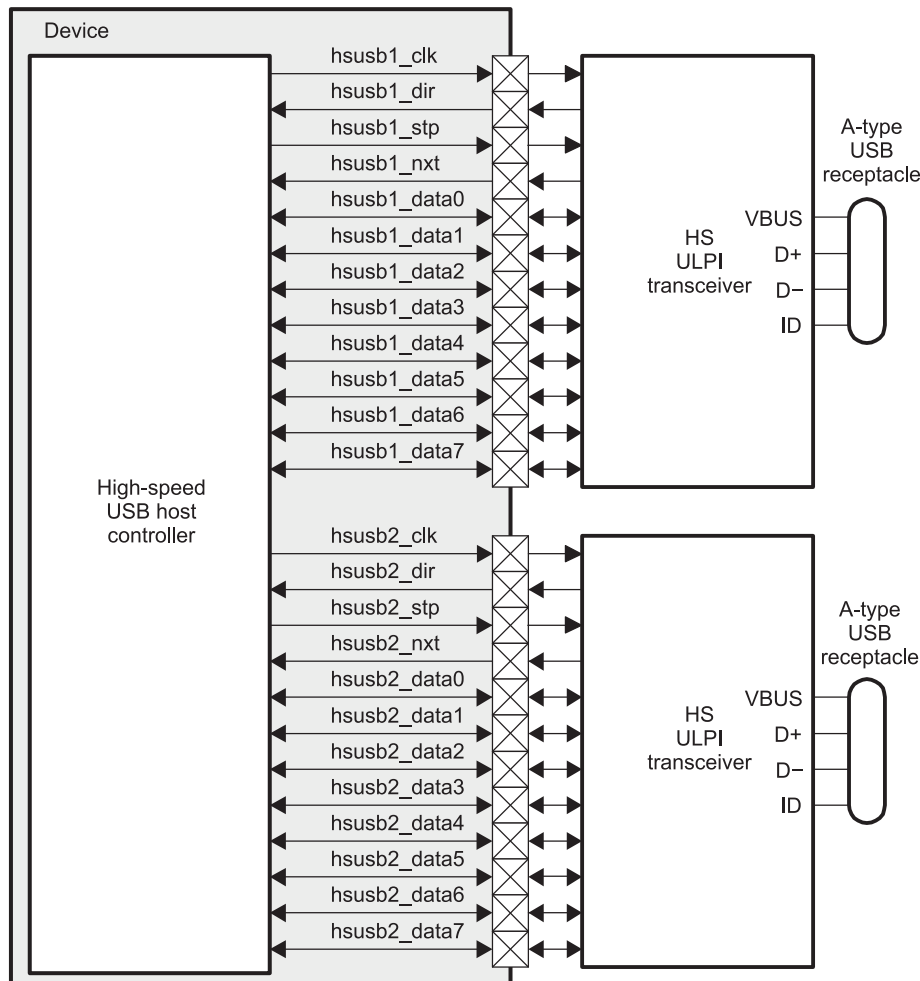 Device
High-speed
USB host
controller
hsusb1_clk
hsusb1_dir
hsusb1_stp
hsusb1_nxt
hsusb1_data0
hsusb1_data1
hsusb1_data2
hsusb1_data3
hsusb1_data4
hsusb1_data5
hsusb1_data6
hsusb1_data7
HS
ULPI
transceiver
VBUS
D+
D−
ID
A-type
USB
receptacle
hsusb2_clk
hsusb2_dir
hsusb2_stp
hsusb2_nxt
hsusb2_data0
hsusb2_data1
hsusb2_data2
hsusb2_data3
hsusb2_data4
hsusb2_data5
hsusb2_data6
hsusb2_data7
HS
ULPI
transceiver
VBUS
D+
D−
ID
A-type
USB
receptacle